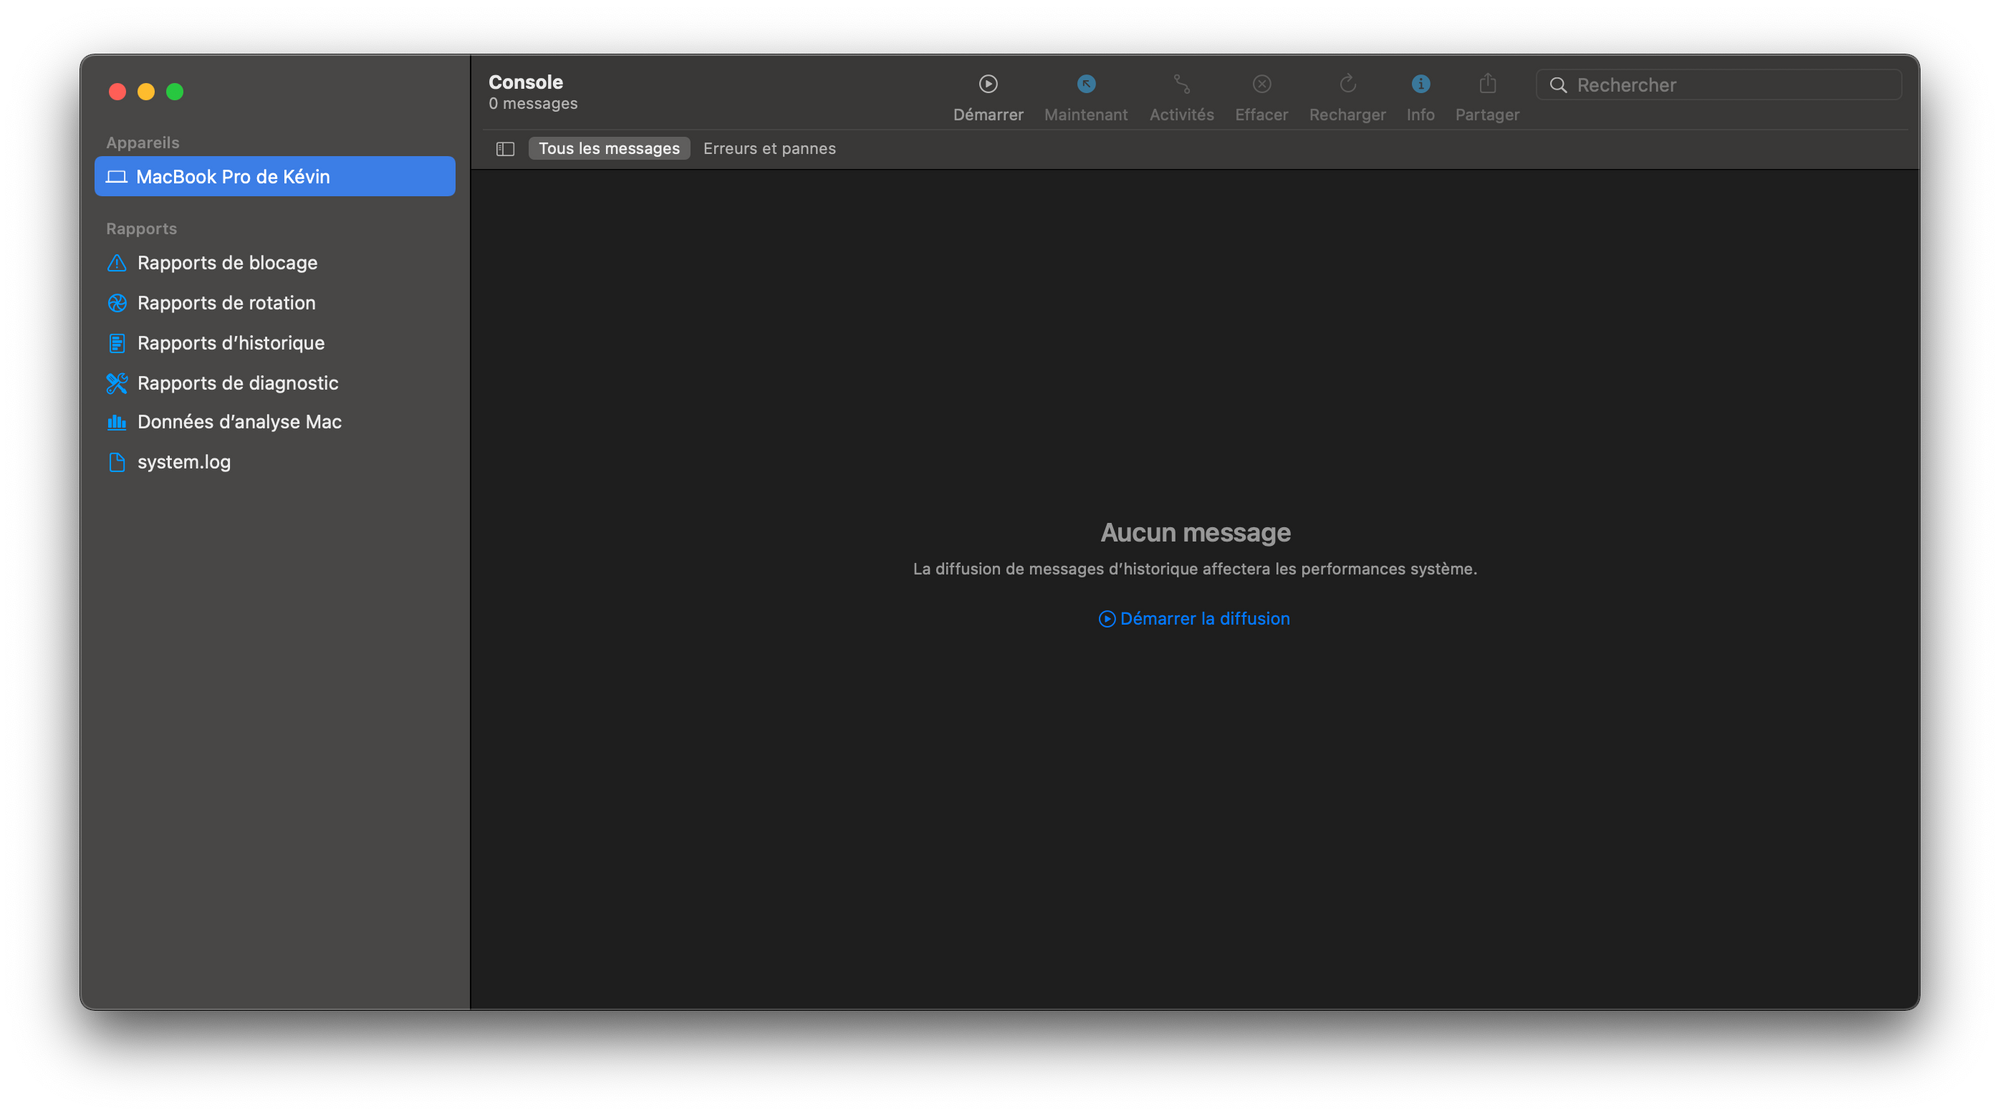 Console
0 messages
Démarrer
Maintenant
Activités
Effacer
Recharger
Info
Partager
Rechercher
Appareils
MacBook Pro de Kévin
Rapports
Rapports de blocage
Rapports de rotation
Rapports d’historique
Rapports de diagnostic
Données d’analyse Mac
system.log
Tous les messages
Erreurs et pannes
Aucun message
La diffusion de messages d’historique affectera les performances système.
Démarrer la diffusion